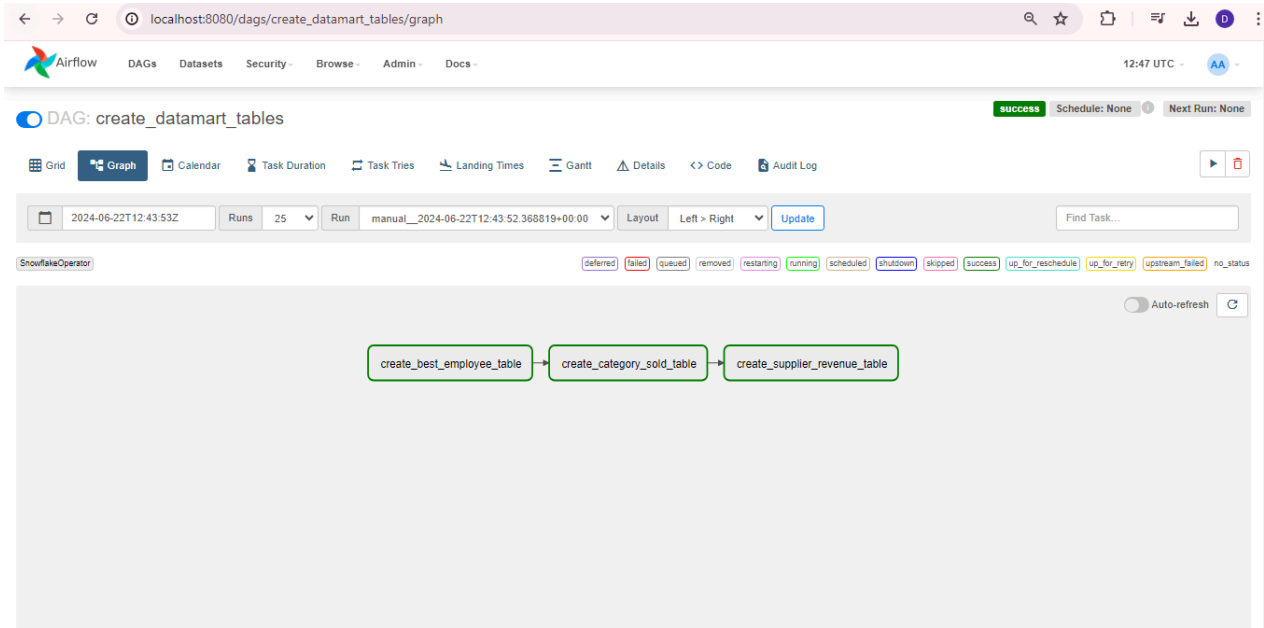 localhost:8080/dags/create_datamart_tables/graph
D
Airflow DAGs Datasets Security Browse Admin Docs 12:47 UTC AA
DAG: create_datamart_tables success Schedule: None i Next Run: None
Grid Graph Calendar Task Duration Task Tries Landing Times Gantt Details <> Code Audit Log
2024-06-22T12:43:53Z Runs 25 Run manual__2024-06-22T12:43:52.368819+00:00 Layout Left > Right Update Find Task...
SnowflakeOperator deferred failed queued removed restarting running scheduled shutdown skipped success up_for_reschedule up_for_retry upstream_failed no_status
Auto-refresh
create_best_employee_table create_category_sold_table create_supplier_revenue_table